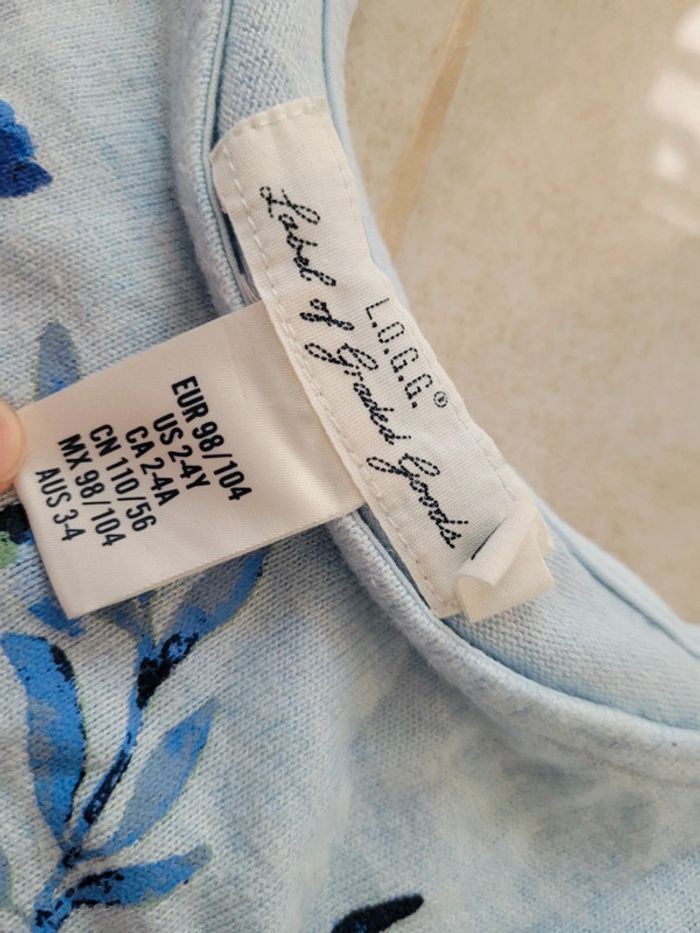 L.O.G.G.®
Label of Graded Goods
EUR 98/104
US 2-4Y
CA 2-4A
CN 110/56
MX 98/104
AUS 3-4